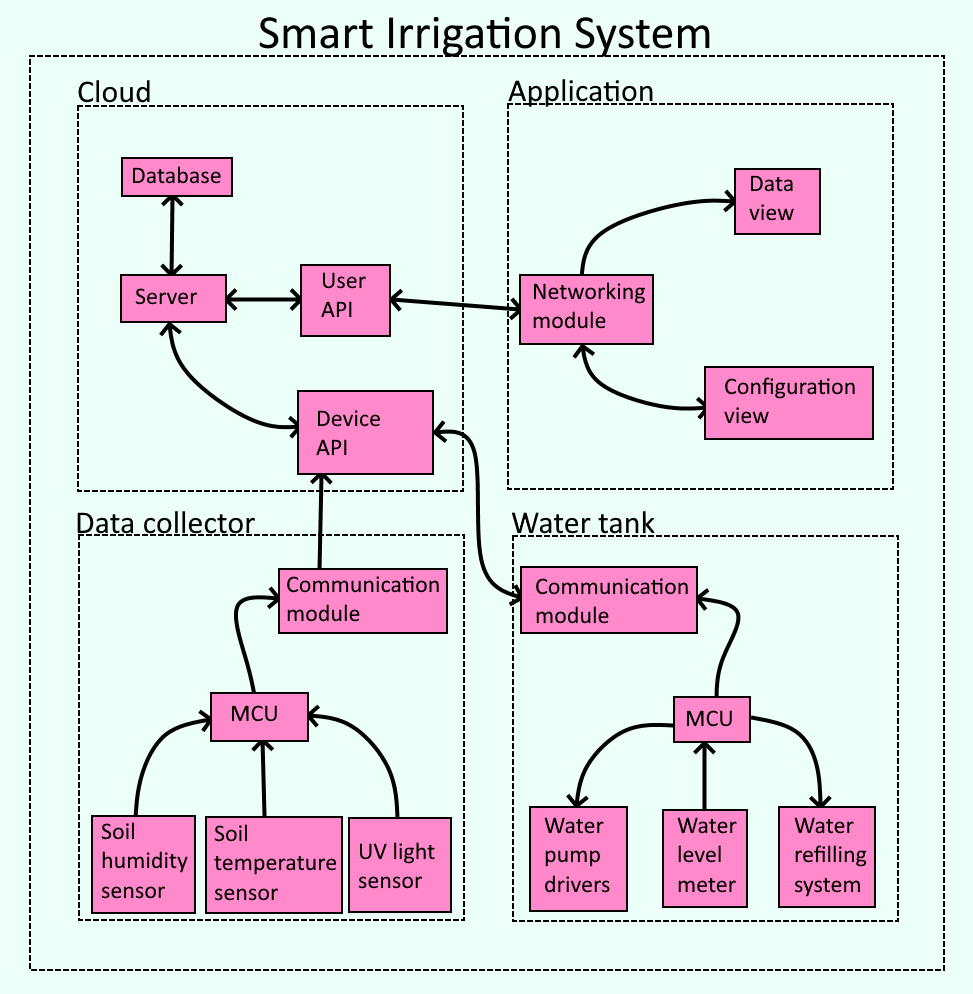 Smart Irrigation System
Cloud
Database
Server
User
API
Device
API
Application
Data
view
Networking
module
Configuration
view
Data collector
Communication
module
MCU
Soil
humidity
sensor
Soil
temperature
sensor
UV light
sensor
Water tank
Communication
module
MCU
Water
pump
drivers
Water
level
meter
Water
refilling
system